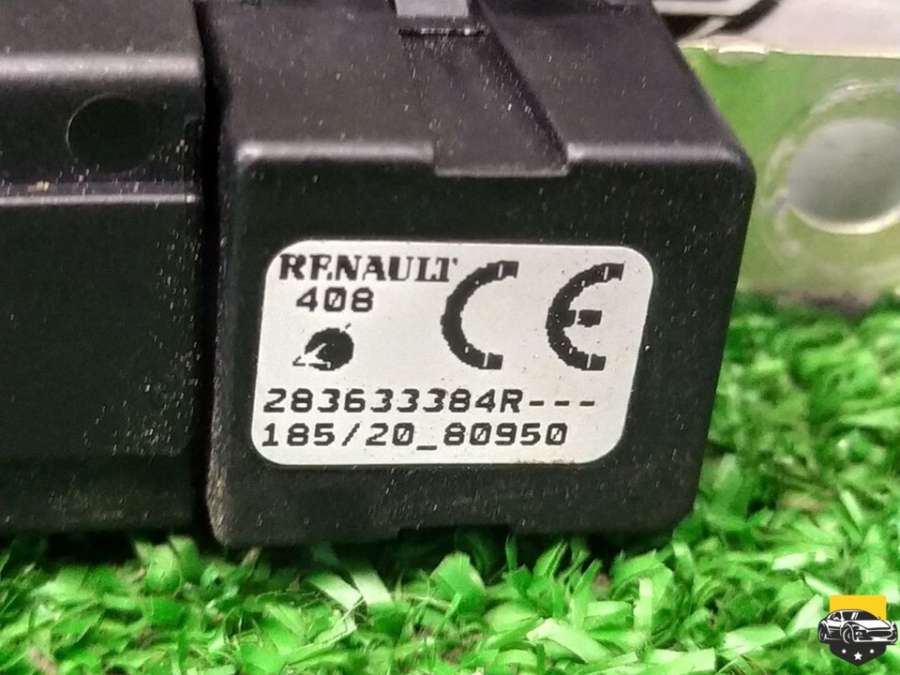 RENAULT
408
CE
283633384R---
185/20_80950